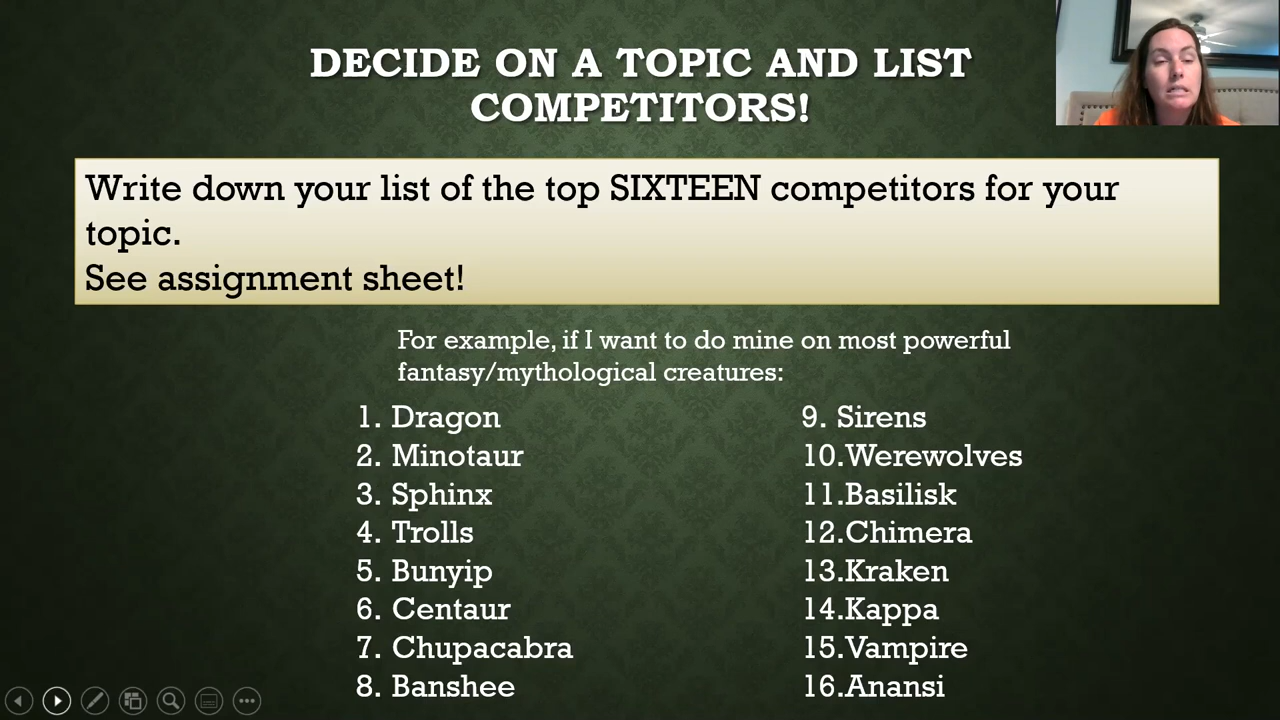 DECIDE ON A TOPIC AND LIST
COMPETITORS!
Write down your list of the top SIXTEEN competitors for your
topic.
See assignment sheet!
For example, if I want to do mine on most powerful
fantasy/mythological creatures:
1. Dragon
2. Minotaur
3. Sphinx
4. Trolls
5. Bunyip
6. Centaur
7. Chupacabra
8. Banshee
9. Sirens
10.Werewolves
11.Basilisk
12.Chimera
13.Kraken
14.Kappa
15.Vampire
16.Anansi